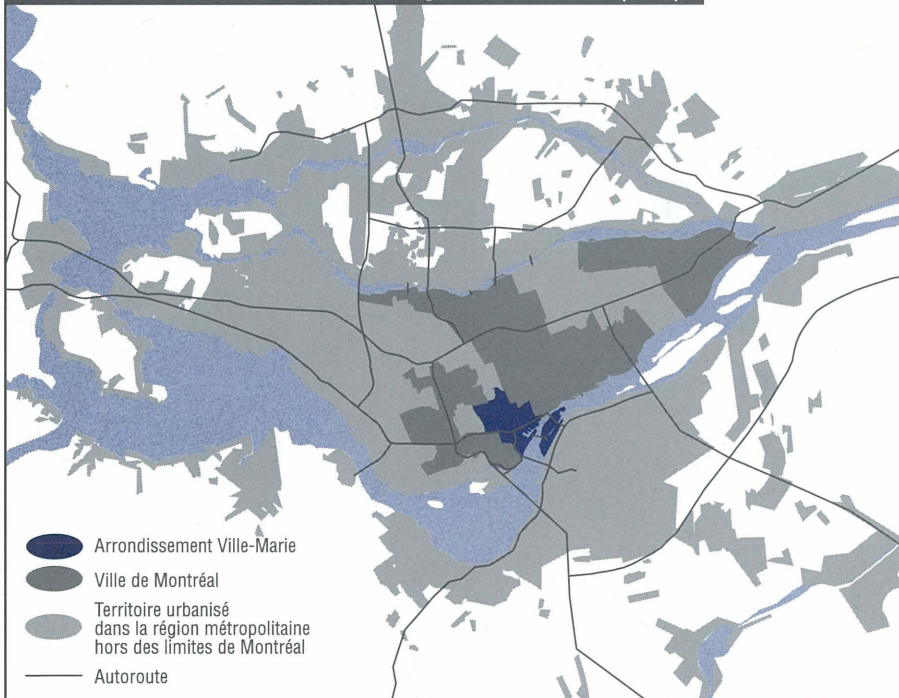 Arrondissement Ville-Marie
Ville de Montréal
Territoire urbanisé
dans la région métropolitaine
hors des limites de Montréal
Autoroute